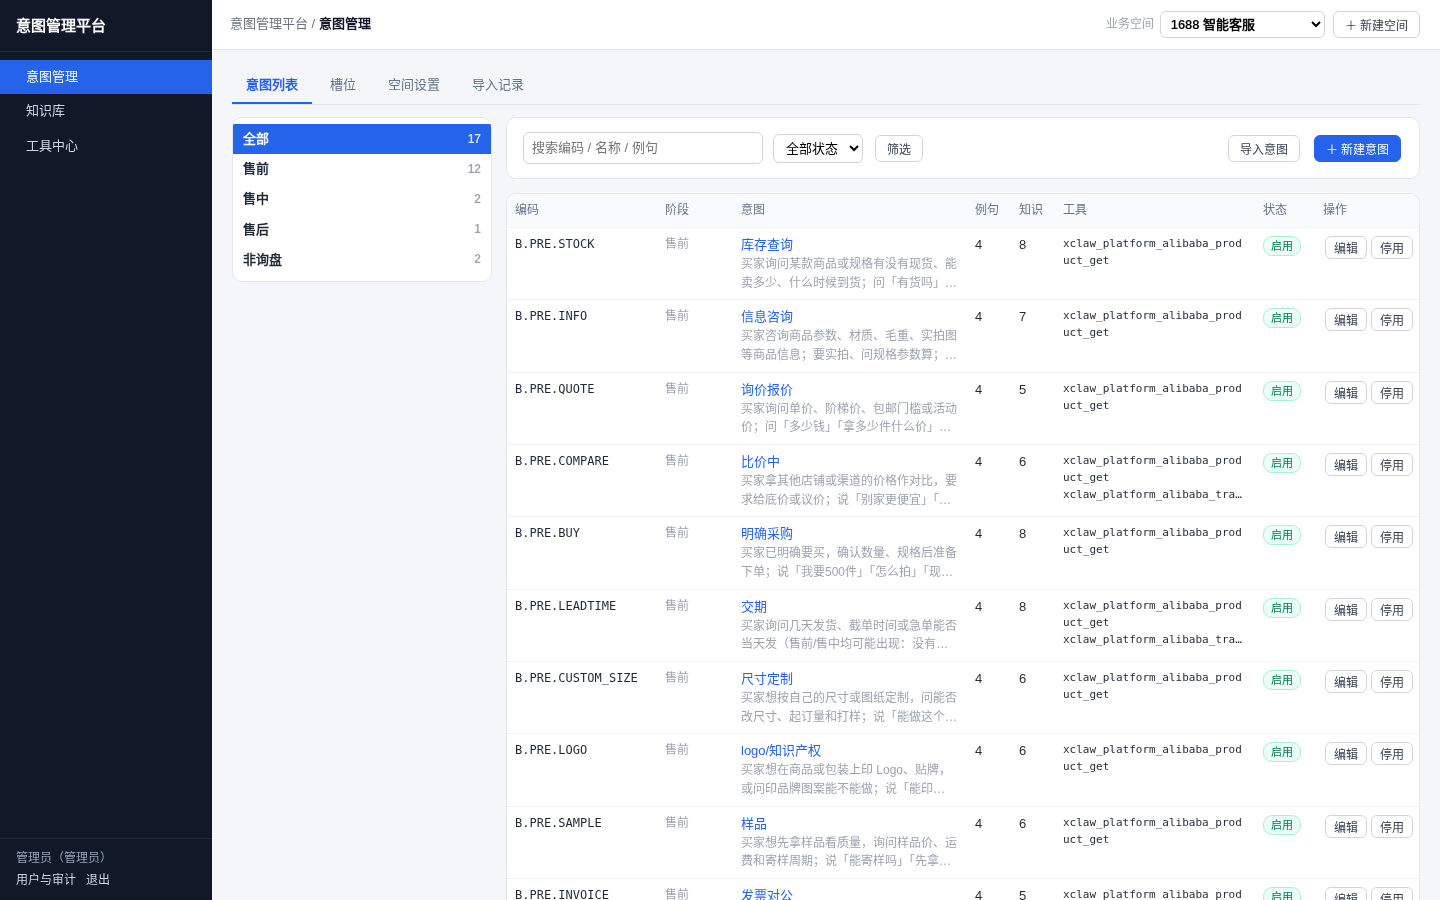 意图管理平台
意图管理
知识库
工具中心
管理员（管理员）
用户与审计 退出
意图管理平台 / 意图管理
业务空间 1688 智能客服 ＋ 新建空间
意图列表 槽位 空间设置 导入记录
全部 17
售前 12
售中 2
售后 1
非询盘 2
搜索编码 / 名称 / 例句 全部状态 筛选 导入意图 ＋ 新建意图
编码 阶段 意图 例句 知识 工具 状态 操作
B.PRE.STOCK 售前 库存查询 4 8 xclaw_platform_alibaba_prod 启用 编辑 停用
买家询问某款商品或规格有没有现货、能 uct_get
卖多少、什么时候到货；问「有货吗」…
B.PRE.INFO 售前 信息咨询 4 7 xclaw_platform_alibaba_prod 启用 编辑 停用
买家咨询商品参数、材质、毛重、实拍图 uct_get
等商品信息；要实拍、问规格参数算；…
B.PRE.QUOTE 售前 询价报价 4 5 xclaw_platform_alibaba_prod 启用 编辑 停用
买家询问单价、阶梯价、包邮门槛或活动 uct_get
价；问「多少钱」「拿多少件什么价」…
B.PRE.COMPARE 售前 比价中 4 6 xclaw_platform_alibaba_prod 启用 编辑 停用
买家拿其他店铺或渠道的价格作对比，要 uct_get
求给底价或议价；说「别家更便宜」「… xclaw_platform_alibaba_tra…
B.PRE.BUY 售前 明确采购 4 8 xclaw_platform_alibaba_prod 启用 编辑 停用
买家已明确要买，确认数量、规格后准备 uct_get
下单；说「我要500件」「怎么拍」「现…
B.PRE.LEADTIME 售前 交期 4 8 xclaw_platform_alibaba_prod 启用 编辑 停用
买家询问几天发货、截单时间或急单能否 uct_get
当天发（售前/售中均可能出现：没有… xclaw_platform_alibaba_tra…
B.PRE.CUSTOM_SIZE 售前 尺寸定制 4 6 xclaw_platform_alibaba_prod 启用 编辑 停用
买家想按自己的尺寸或图纸定制，问能否 uct_get
改尺寸、起订量和打样；说「能做这个…
B.PRE.LOGO 售前 logo/知识产权 4 6 xclaw_platform_alibaba_prod 启用 编辑 停用
买家想在商品或包装上印 Logo、贴牌， uct_get
或问印品牌图案能不能做；说「能印…
B.PRE.SAMPLE 售前 样品 4 6 xclaw_platform_alibaba_prod 启用 编辑 停用
买家想先拿样品看质量，询问样品价、运 uct_get
费和寄样周期；说「能寄样吗」「先拿…
B.PRE.INVOICE 售前 发票对公 4 5 xclaw_platform_alibaba_prod 启用 编辑 停用